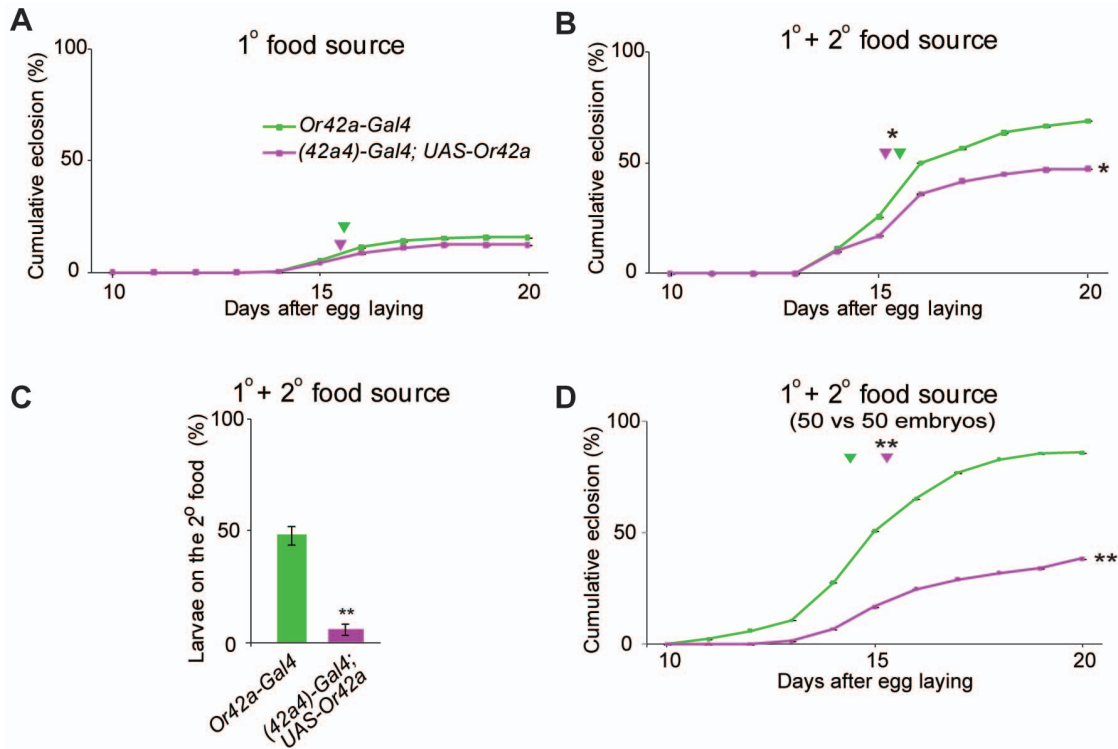 A
1° food source
Cumulative eclosion (%)
100
50
0
Or42a-Gal4
(42a4)-Gal4; UAS-Or42a
10
15
20
Days after egg laying
B
1° + 2° food source
Cumulative eclosiion (%)
100
50
0
*
*
10
15
20
Days after egg laying
C
1° + 2° food source
Larvae on the 2° food (%)
100
50
0
**
Or42a-Gal4
(42a4)-Gal4;
UAS-Or42a
D
1° + 2° food source
(50 vs 50 embryos)
Cumulative eclosion (%)
100
50
0
**
**
10
15
20
Days after egg laying